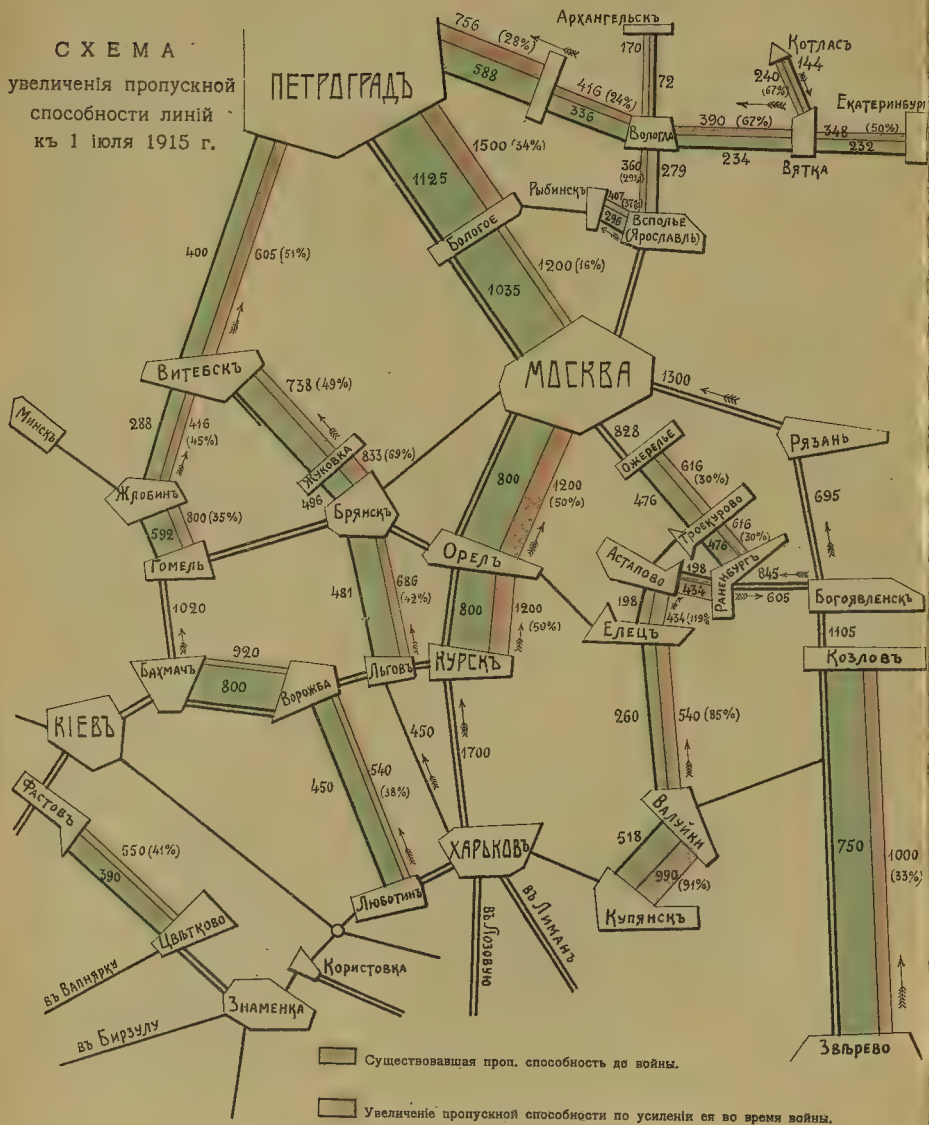 СХЕМА
увеличенія пропускной
способности линій
къ 1 іюля 1915 г.
ПЕТРОГРАДЪ
756 (28%)
588
АРХАНГЕЛЬСКЪ
170
72
КОТЛАСЪ
144
240
(67%)
ЕКАТЕРИНБУРГ
416 (24%)
336
ВОЛОГДА
390 (67%)
234
348 (50%)
232
ВЯТКА
360
279
РЫБИНСКЪ
407
296
ВСПОЛЬЕ
(ЯРОСЛАВЛЬ)
1500 (34%)
1125
БОЛОГОЕ
1200 (16%)
1035
400
605 (51%)
ВИТЕБСКЪ
738 (49%)
МОСКВА
1300
РЯЗАНЬ
МИНСКЪ
288
416
(45%)
ЖУКОВКА
833 (69%)
496
828
ОЖЕРЕЛЬЕ
616
(30%)
476
ЖЛОБИНЪ
800 (35%)
592
БРЯНСКЪ
800
1200
(50%)
695
ТРОЕКУРОВО
616
(30%)
476
ГОМЕЛЬ
ОРЕЛЪ
АСТАПОВО
198
434
РАНЕНБУРГЪ
845
605
БОГОЯВЛЕНСКЪ
1020
481
686
(42%)
800
1200
(50%)
198
434 (119%
ЕЛЕЦЪ
1105
КОЗЛОВЪ
БАХМАЧЪ
920
800
ВОРОЖБА
ЛЬГОВЪ
КУРСКЪ
КІЕВЪ
450
1700
260
540 (85%)
ФАСТОВЪ
450
540
(38%)
ВАЛУЙКИ
550 (41%)
390
ХАРЬКОВЪ
518
990
(91%)
750
1000
(33%)
ЦВѢТКОВО
ЛЮБОТИНЪ
КУПЯНСКЪ
въ ЛОЗОВУЮ
въ ЛИМАНЪ
въ ВАПНЯРКУ
КОРИСТОВКА
ЗНАМЕНКА
въ БИРЗУЛУ
ЗВѢРЕВО
Существовавшая проп. способность до войны.
Увеличеніе пропускной способности по усиленіи ея во время войны.